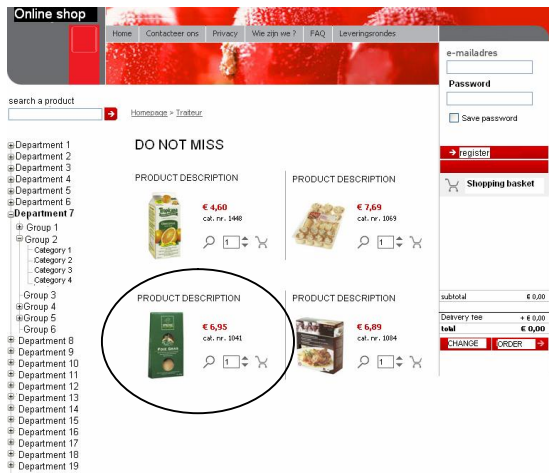 Online shop
Home Contacteer ons Privacy Wie zijn we ? FAQ Leveringsrondes
e-mailadres
Password
Save password
register
Shopping basket
subtotal € 0,00
Delivery fee + € 0,00
total € 0,00
CHANGE ORDER
search a product
Department 1
Department 2
Department 3
Department 4
Department 5
Department 6
Department 7
Group 1
Group 2
Category 1
Category 2
Category 3
Category 4
Group 3
Group 4
Group 5
Group 6
Department 8
Department 9
Department 10
Department 11
Department 12
Department 13
Department 14
Department 15
Department 16
Department 17
Department 18
Department 19
Homepage > Traiteur
DO NOT MISS
PRODUCT DESCRIPTION
Tropicana
€ 4,60
cat. nr. 1448
1
PRODUCT DESCRIPTION
€ 7,69
cat. nr. 1069
1
PRODUCT DESCRIPTION
€ 6,95
cat. nr. 1041
1
PRODUCT DESCRIPTION
€ 6,89
cat. nr. 1084
1